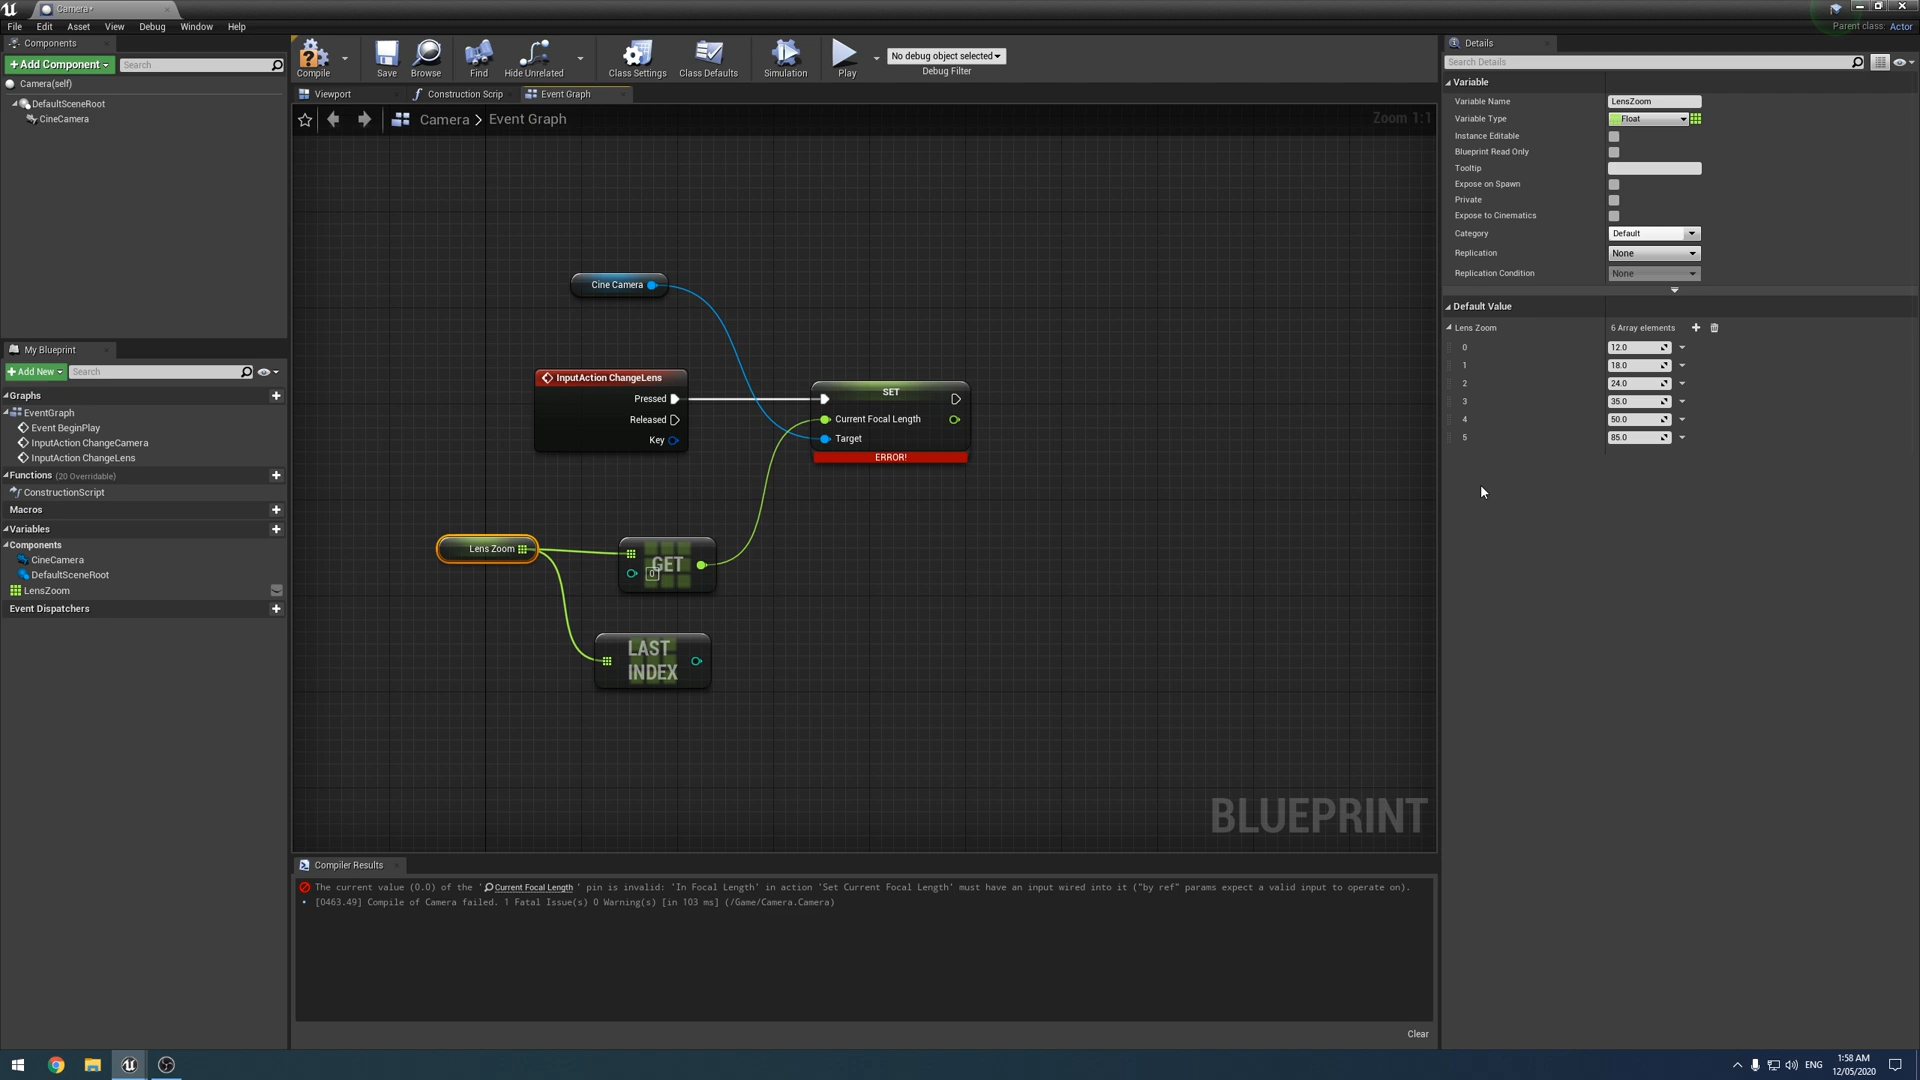 Camera*
File Edit Asset View Debug Window Help
Parent class: Actor
Components
+Add Component
Search
Camera(self)
DefaultSceneRoot
CineCamera
Compile
Save
Browse
Find
Hide Unrelated
Class Settings
Class Defaults
Simulation
Play
No debug object selected
Debug Filter
Viewport
Construction Scrip
Event Graph
Camera > Event Graph
Zoom 1:1
Cine Camera
InputAction ChangeLens
Pressed
Released
Key
SET
Current Focal Length
Target
ERROR!
Lens Zoom
GET
0
LAST
INDEX
BLUEPRINT
My Blueprint
+Add New
Search
Graphs
EventGraph
Event BeginPlay
InputAction ChangeCamera
InputAction ChangeLens
Functions (20 Overridable)
ConstructionScript
Macros
Variables
Components
CineCamera
DefaultSceneRoot
LensZoom
Event Dispatchers
Compiler Results
The current value (0.0) of the ' Current Focal Length ' pin is invalid: 'In Focal Length' in action 'Set Current Focal Length' must have an input wired into it ("by ref" params expect a valid input to operate on).
[0463.49] Compile of Camera failed. 1 Fatal Issue(s) 0 Warning(s) [in 103 ms] (/Game/Camera.Camera)
Clear
Details
Search Details
Variable
Variable Name LensZoom
Variable Type Float
Instance Editable
Blueprint Read Only
Tooltip
Expose on Spawn
Private
Expose to Cinematics
Category Default
Replication None
Replication Condition None
Default Value
Lens Zoom 6 Array elements
0 12.0
1 18.0
2 24.0
3 35.0
4 50.0
5 85.0
ENG
1:58 AM
12/05/2020